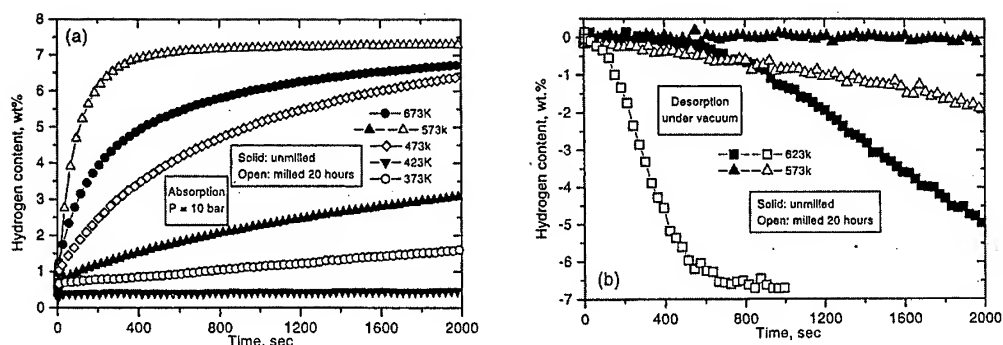 (a)
8
7
6
5
4
3
2
1
0
Hydrogen content, wt%
673K
573k
473k
423K
373K
Solid: unmilled
Open: milled 20 hours
Absorption
P = 10 bar
0 400 800 1200 1600 2000
Time, sec
(b)
0
-1
-2
-3
-4
-5
-6
-7
Hydrogen content, wt.%
Desorption
under vacuum
623k
573k
Solid: unmilled
Open: milled 20 hours
0 400 800 1200 1600 2000
Time, sec